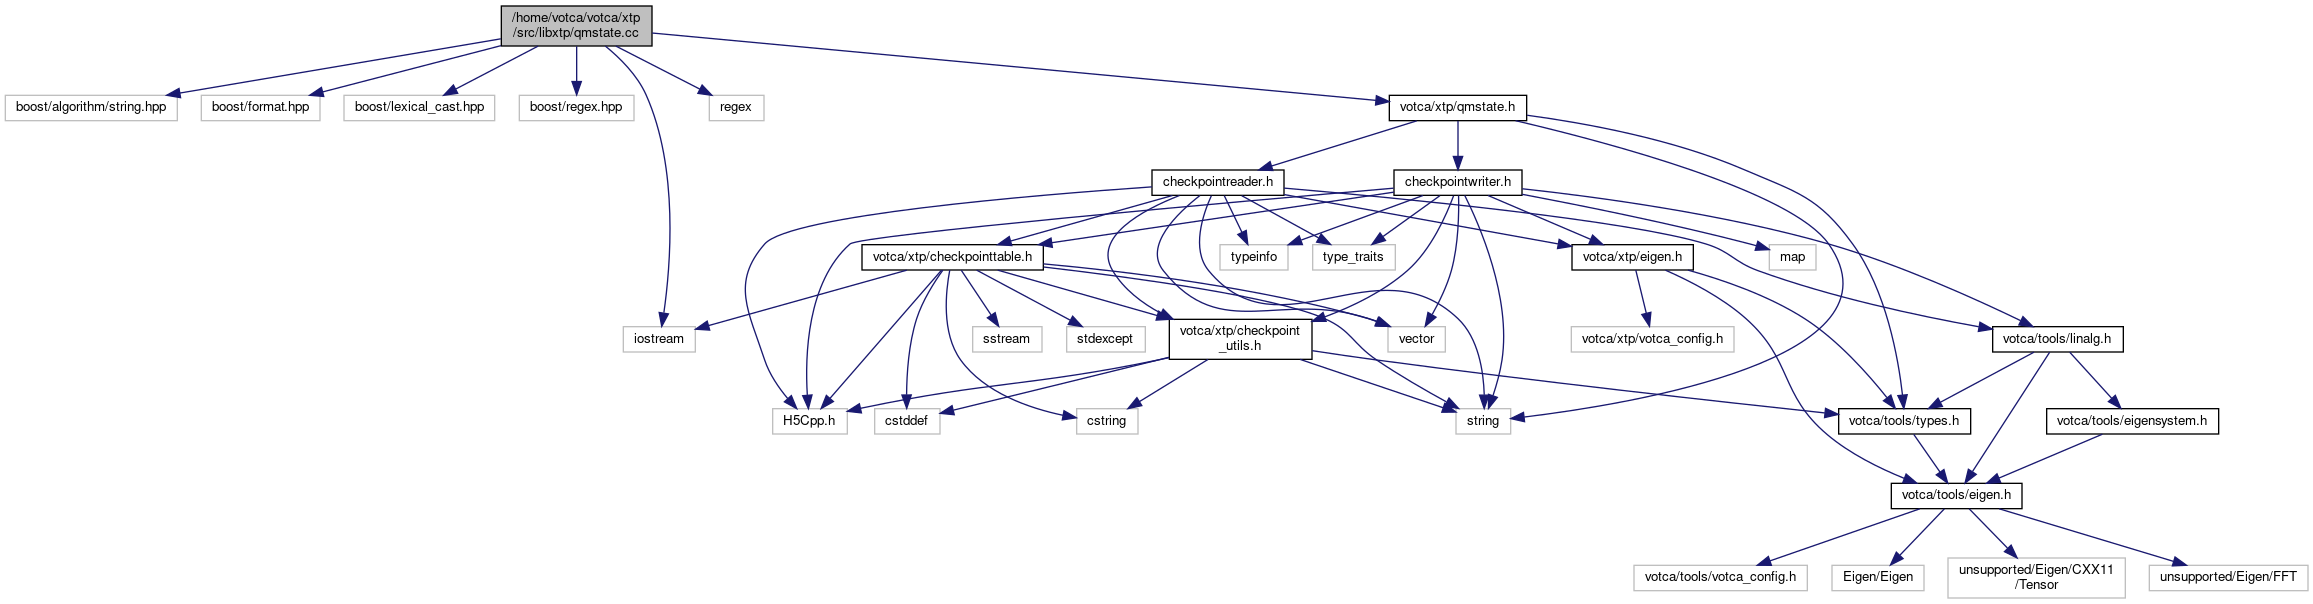 /home/votca/votca/xtp
/src/libxtp/qmstate.cc
boost/algorithm/string.hpp
boost/format.hpp
boost/lexical_cast.hpp
boost/regex.hpp
regex
votca/xtp/qmstate.h
checkpointreader.h
checkpointwriter.h
votca/xtp/checkpointtable.h
typeinfo
type_traits
votca/xtp/eigen.h
map
iostream
sstream
stdexcept
votca/xtp/checkpoint
_utils.h
vector
votca/xtp/votca_config.h
votca/tools/linalg.h
H5Cpp.h
cstddef
cstring
string
votca/tools/types.h
votca/tools/eigensystem.h
votca/tools/eigen.h
votca/tools/votca_config.h
Eigen/Eigen
unsupported/Eigen/CXX11
/Tensor
unsupported/Eigen/FFT